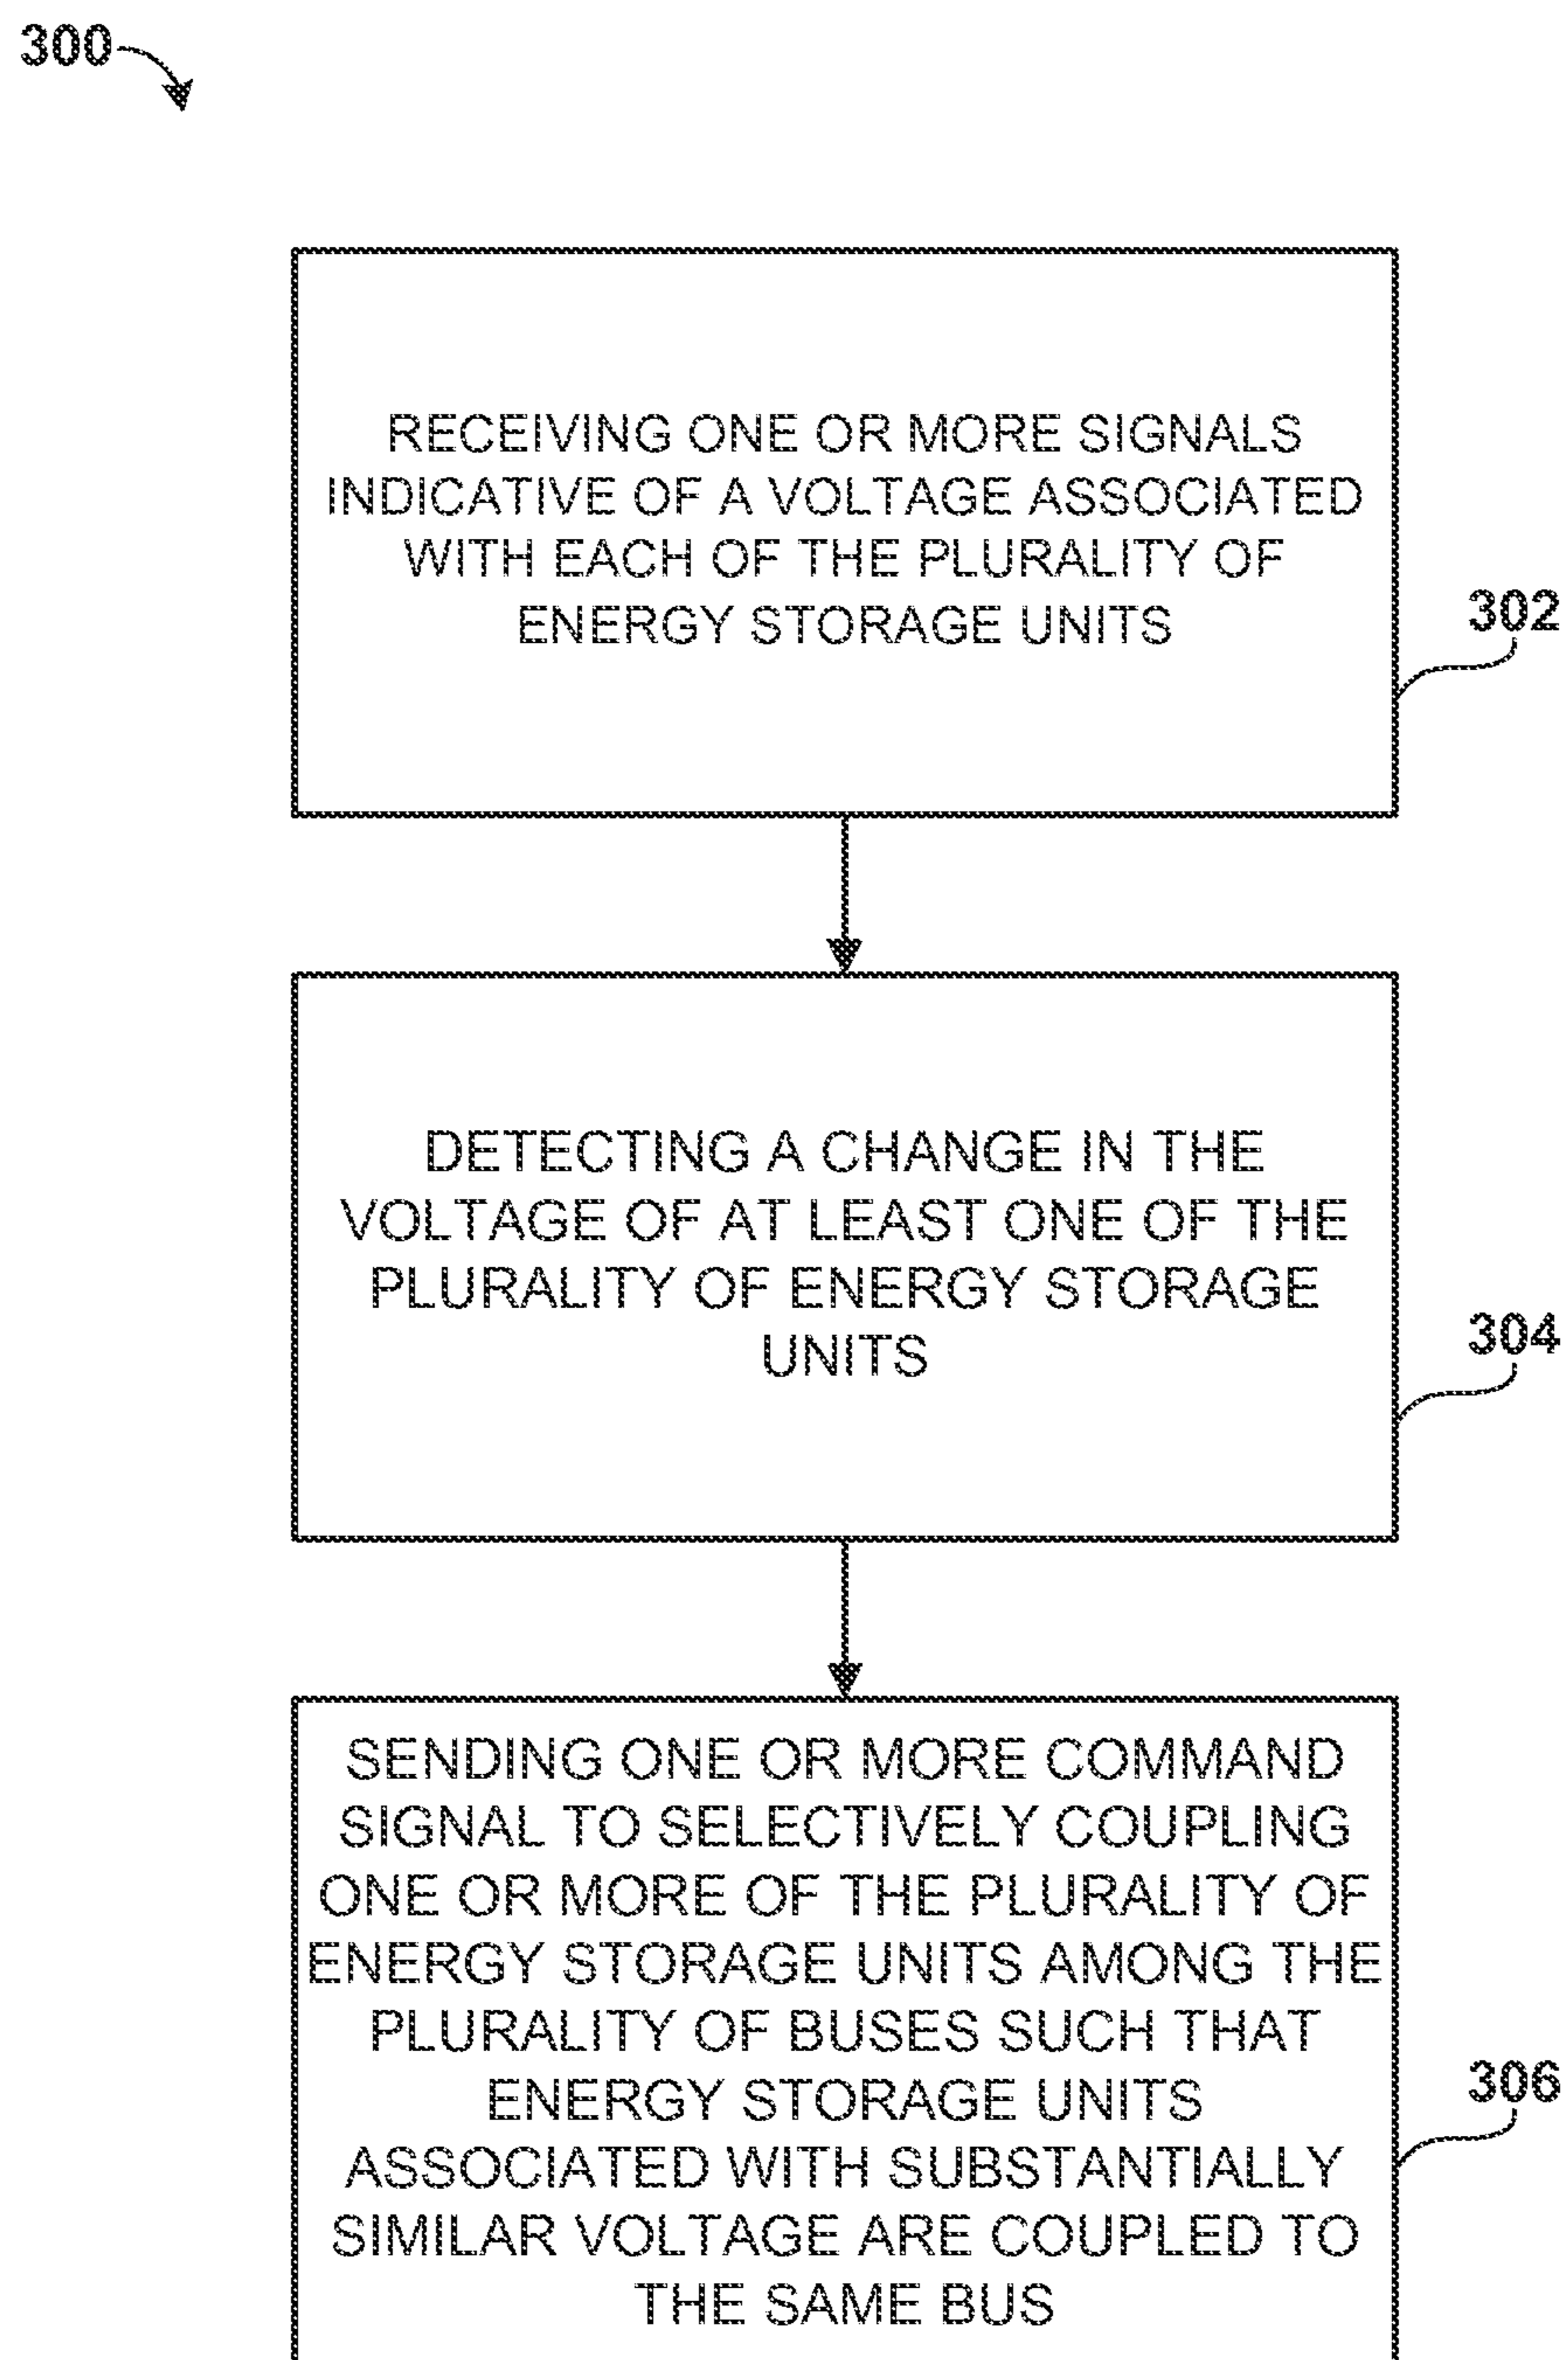 300
RECEIVING ONE OR MORE SIGNALS
INDICATIVE OF A VOLTAGE ASSOCIATED
WITH EACH OF THE PLURALITY OF
ENERGY STORAGE UNITS
302
DETECTING A CHANGE IN THE
VOLTAGE OF AT LEAST ONE OF THE
PLURALITY OF ENERGY STORAGE
UNITS
304
SENDING ONE OR MORE COMMAND
SIGNAL TO SELECTIVELY COUPLING
ONE OR MORE OF THE PLURALITY OF
ENERGY STORAGE UNITS AMONG THE
PLURALITY OF BUSES SUCH THAT
ENERGY STORAGE UNITS
ASSOCIATED WITH SUBSTANTIALLY
SIMILAR VOLTAGE ARE COUPLED TO
THE SAME BUS
306